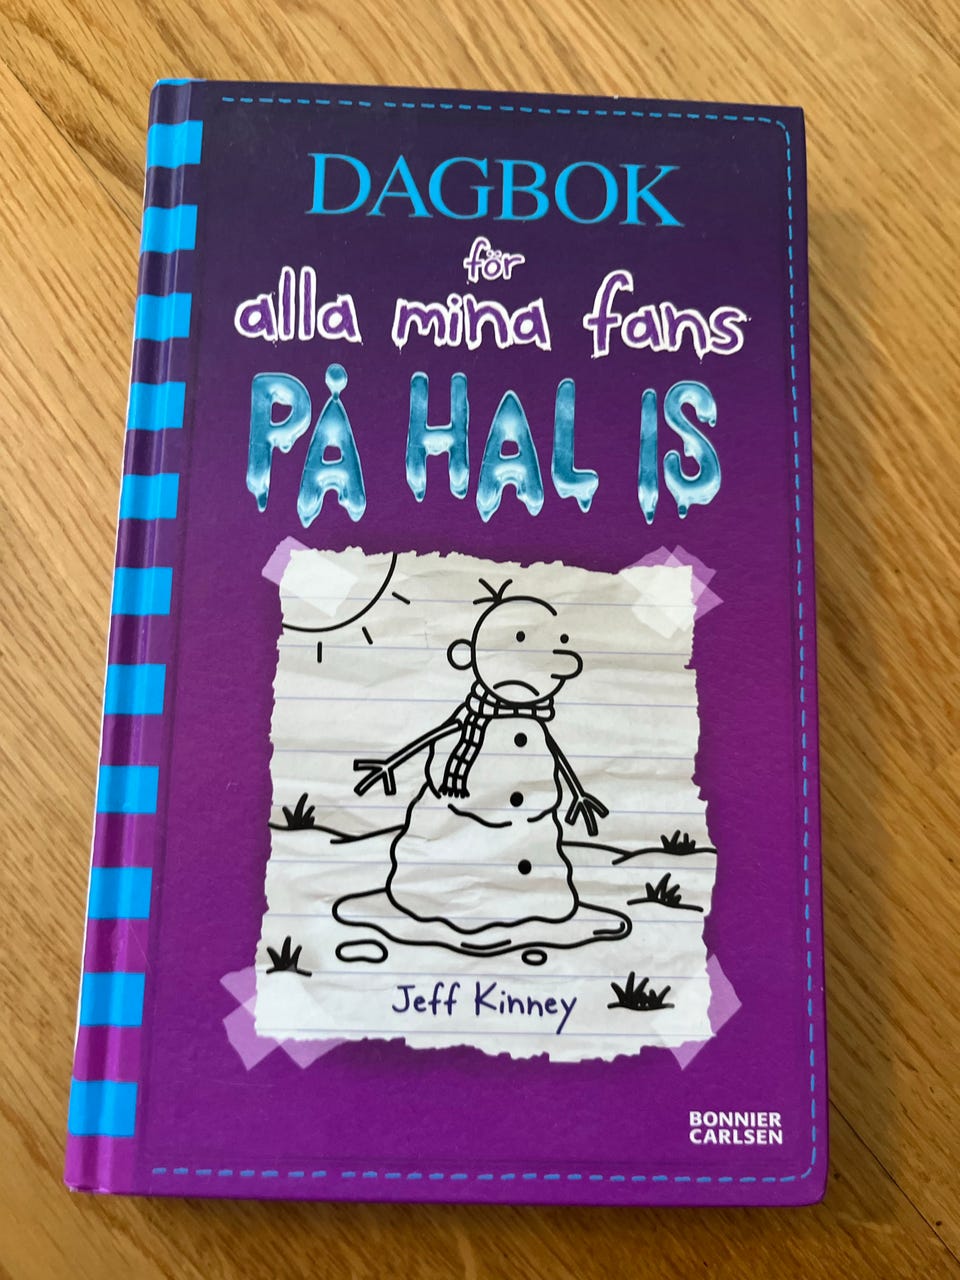 DAGBOK
för
alla mina fans
PÅ HAL IS
Jeff Kinney
BONNIER
CARLSEN